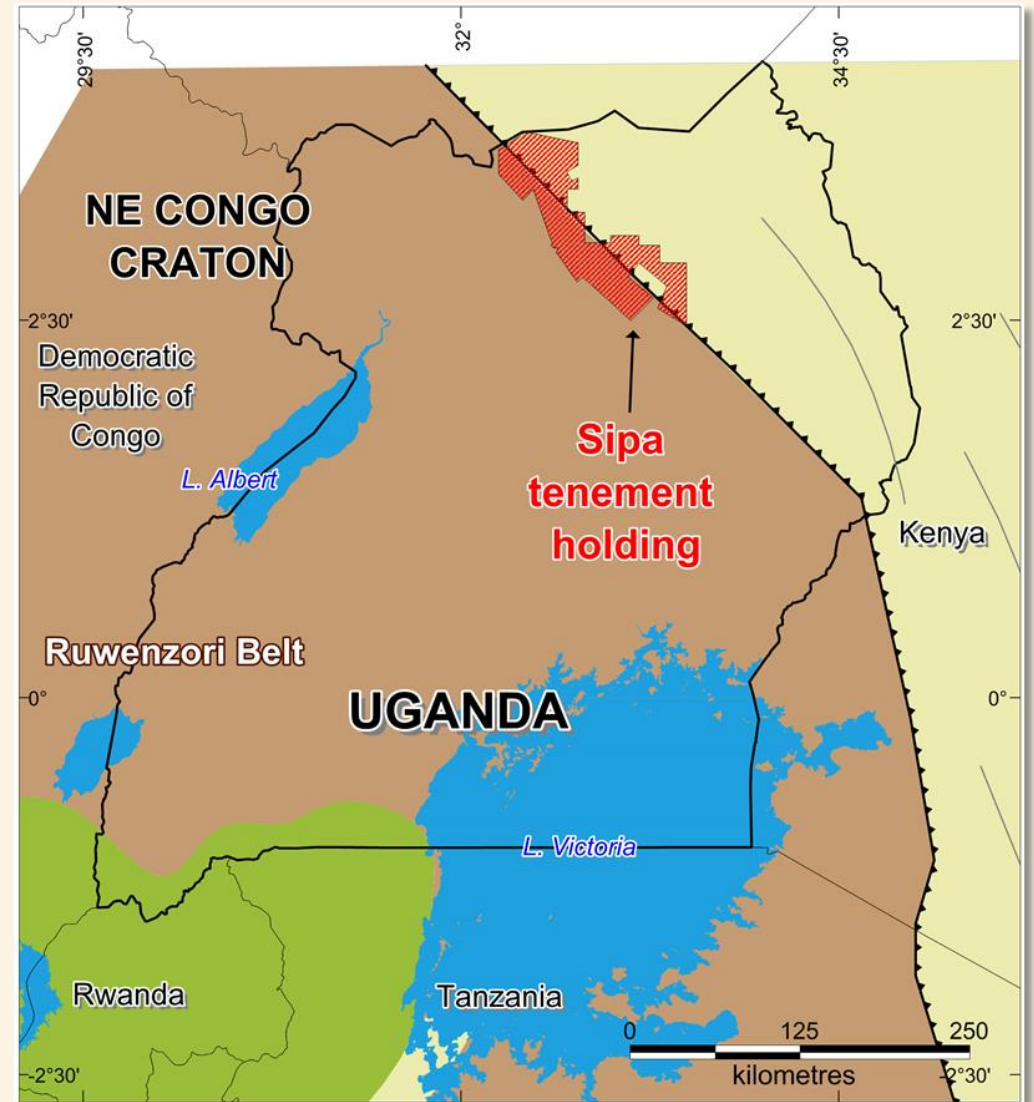 29°30'
32°
34°30'
NE CONGO
CRATON
2°30'
2°30'
Democratic
Republic of
Congo
L. Albert
Sipa
tenement
holding
Kenya
Ruwenzori Belt
UGANDA
0°
0°
L. Victoria
Rwanda
Tanzania
0 125 250
kilometres
-2°30'
-2°30'